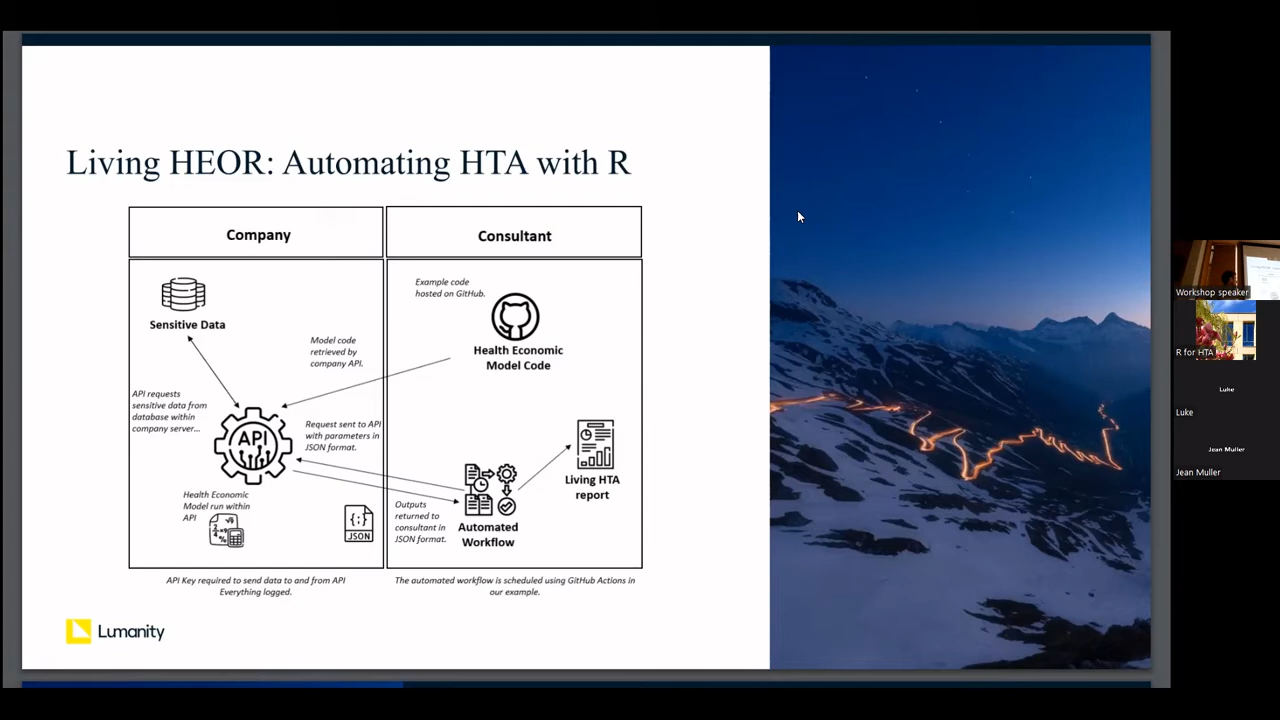 Living HEOR: Automating HTA with R
Company
Consultant
Sensitive Data
Example code
hosted on GitHub.
Health Economic
Model Code
Model code
retrieved by
company API.
API requests
sensitive data from
database within
company server...
API
Request sent to API
with parameters in
JSON format.
Health Economic
Model run within
API
JSON
Outputs
returned to
consultant in
JSON format.
Automated
Workflow
Living HTA
report
API Key required to send data to and from API
Everything logged.
The automated workflow is scheduled using GitHub Actions in
our example.
Lumanity
Workshop speaker
R for HTA
Luke
Luke
Jean Muller
Jean Muller